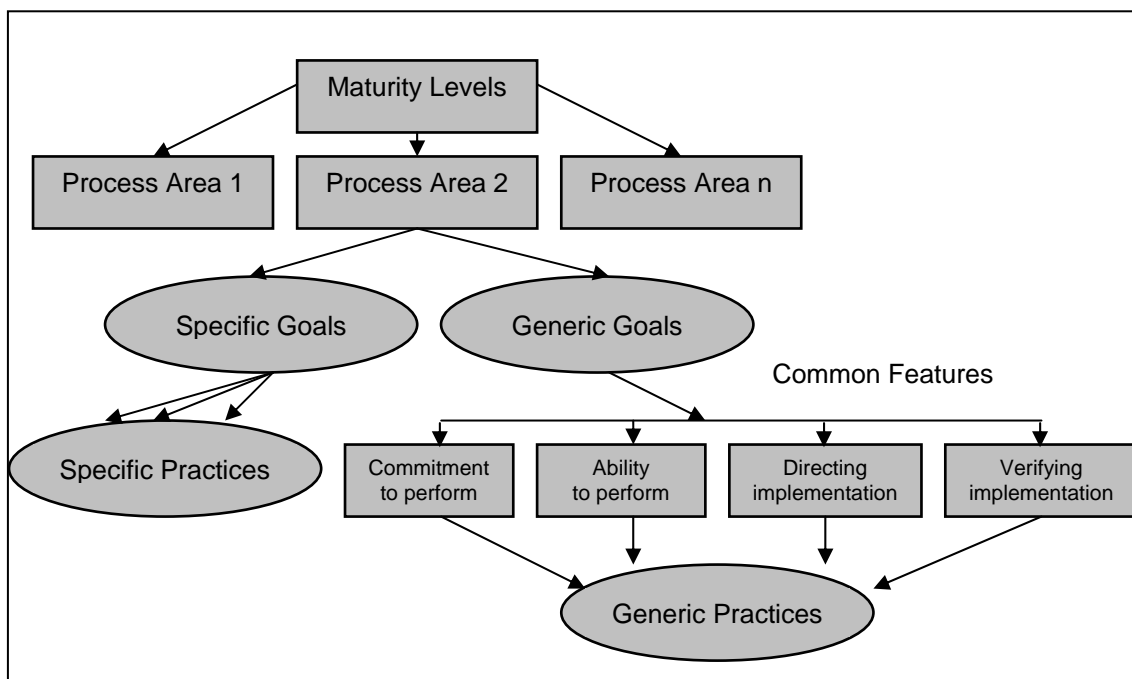 Maturity Levels
Process Area 1
Process Area 2
Process Area n
Specific Goals
Generic Goals
Common Features
Specific Practices
Commitment
to perform
Ability
to perform
Directing
implementation
Verifying
implementation
Generic Practices